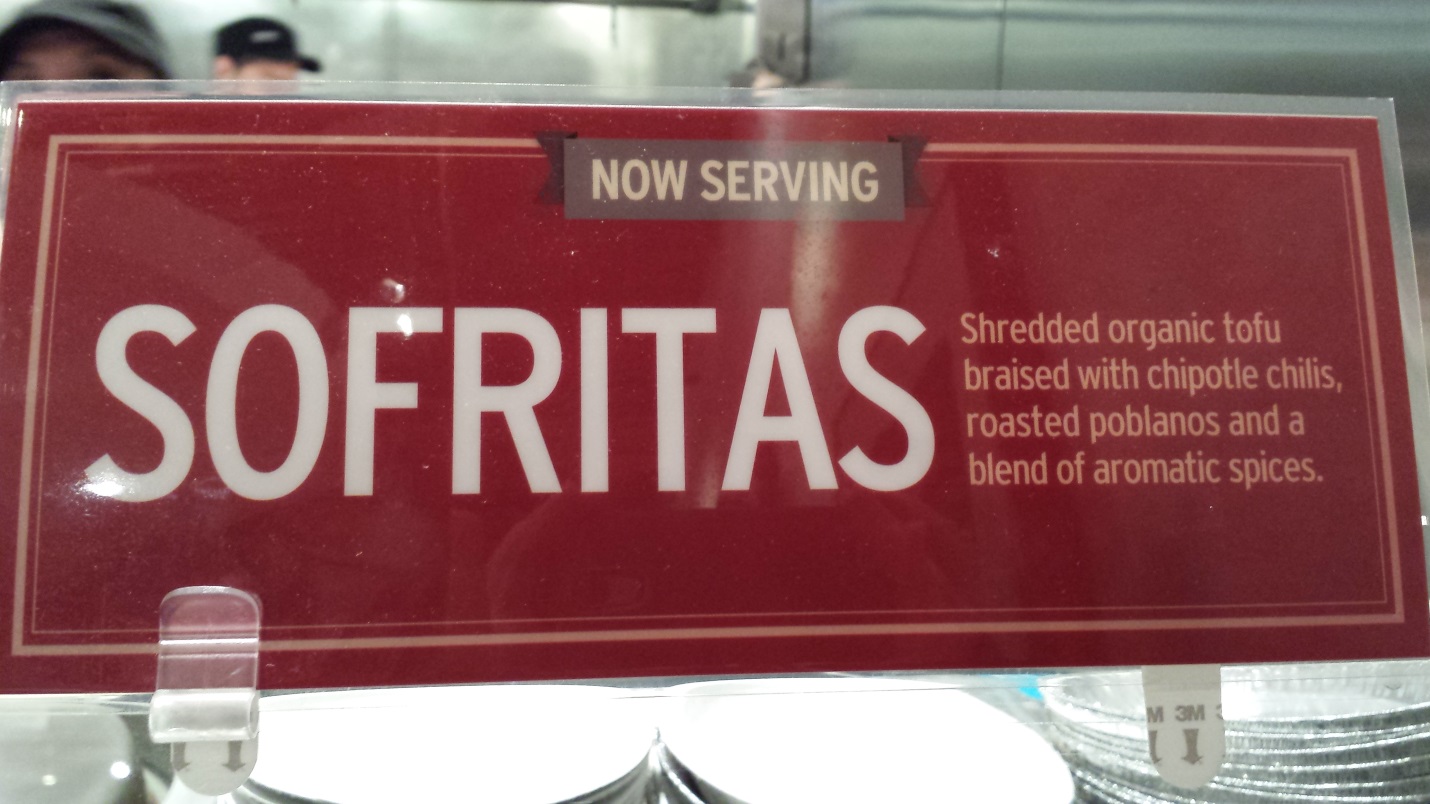 NOW SERVING
SOFRITAS
Shredded organic tofu
braised with chipotle chilis,
roasted poblanos and a
blend of aromatic spices.
3M